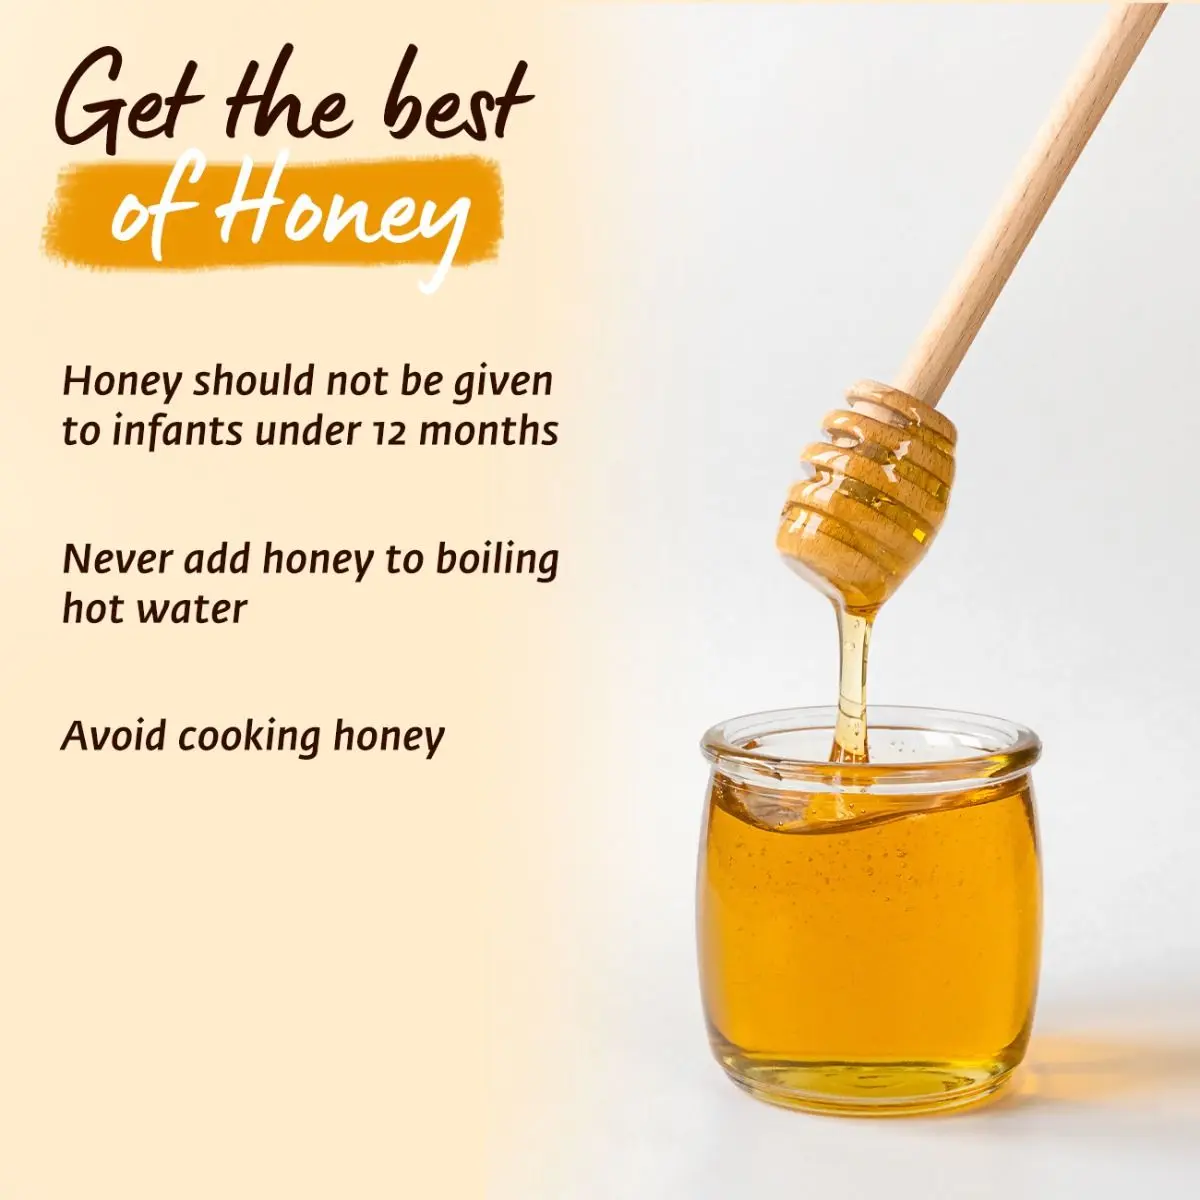 Get the best
of Honey
Honey should not be given
to infants under 12 months
Never add honey to boiling
hot water
Avoid cooking honey